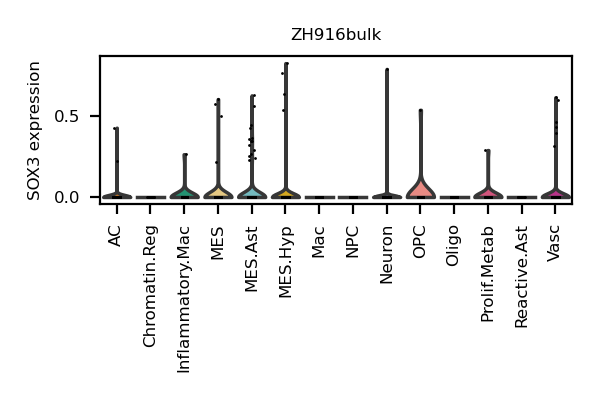 ZH916bulk
SOX3 expression
0.5
0.0
AC
Chromatin.Reg
Inflammatory.Mac
MES
MES.Ast
MES.Hyp
Mac
NPC
Neuron
OPC
Oligo
Prolif.Metab
Reactive.Ast
Vasc